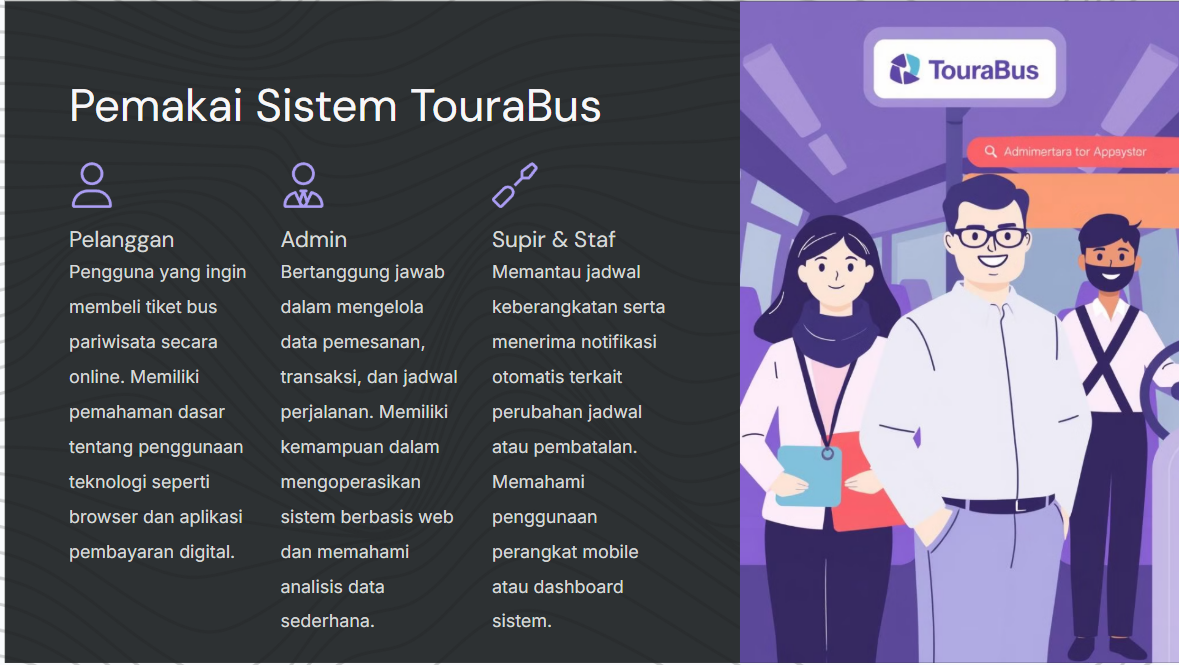 Pemakai Sistem TouraBus
Pelanggan
Pengguna yang ingin
membeli tiket bus
pariwisata secara
online. Memiliki
pemahaman dasar
tentang penggunaan
teknologi seperti
browser dan aplikasi
pembayaran digital.
Admin
Bertanggung jawab
dalam mengelola
data pemesanan,
transaksi, dan jadwal
perjalanan. Memiliki
kemampuan dalam
mengoperasikan
sistem berbasis web
dan memahami
analisis data
sederhana.
Supir & Staf
Memantau jadwal
keberangkatan serta
menerima notifikasi
otomatis terkait
perubahan jadwal
atau pembatalan.
Memahami
penggunaan
perangkat mobile
atau dashboard
sistem.
TouraBus
Admimertara tor Appsystor